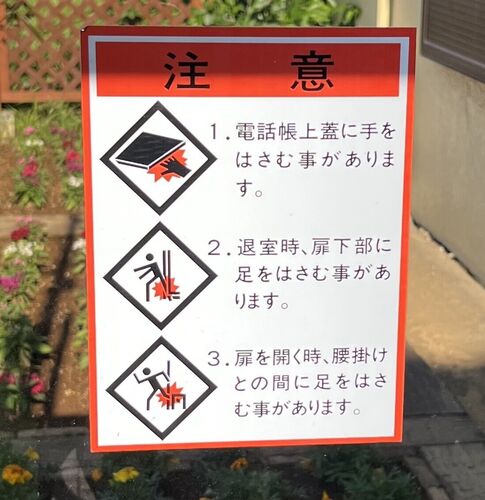 注 意
1. 電話帳上蓋に手を
はさむ事がありま
す。
2. 退室時、扉下部に
足をはさむ事があ
ります。
3. 扉を開く時、腰掛け
との間に足をはさ
む事があります。